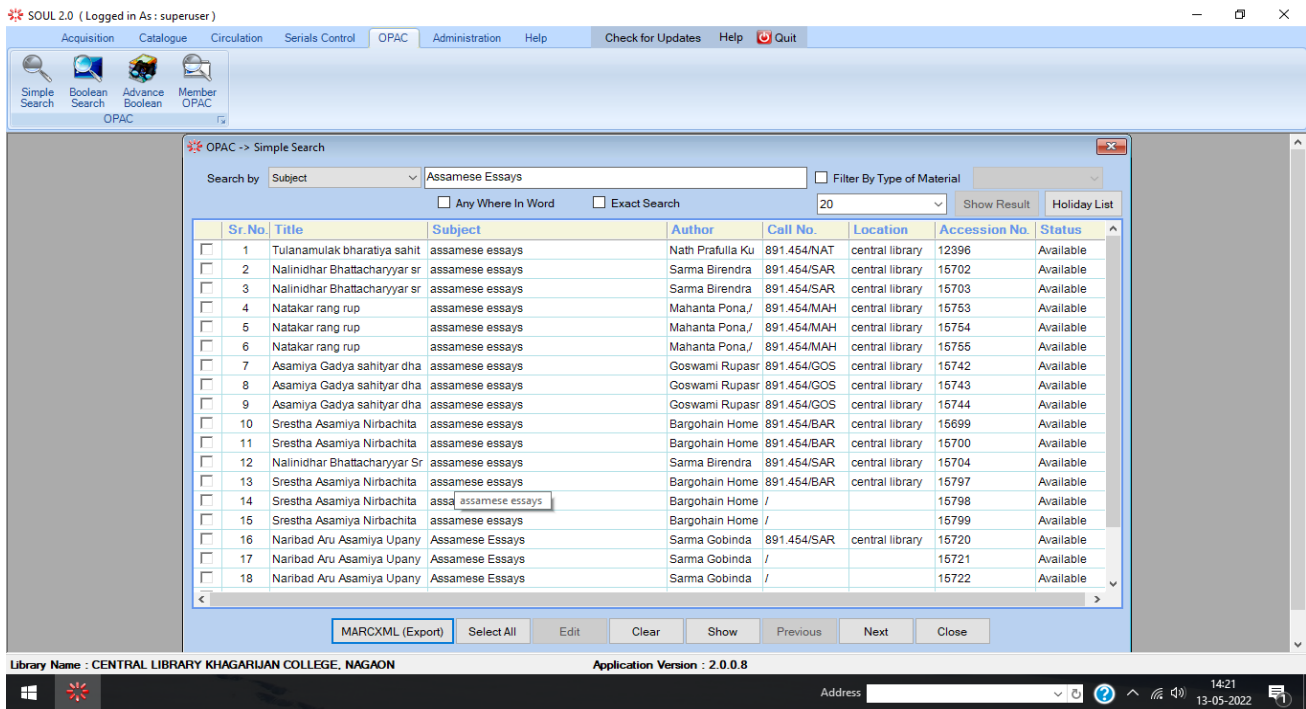 SOUL 2.0 ( Logged in As : superuser )
Acquisition Catalogue Circulation Serials Control OPAC Administration Help Check for Updates Help Quit
Simple Search Boolean Search Advance Boolean Member OPAC
OPAC
OPAC -> Simple Search
Search by Subject Assamese Essays Filter By Type of Material
Any Where In Word Exact Search 20 Show Result Holiday List
Sr.No. Title Subject Author Call No. Location Accession No. Status
1 Tulanamulak bharatiya sahit assamese essays Nath Prafulla Ku 891.454/NAT central library 12396 Available
2 Nalinidhar Bhattacharyyar sr assamese essays Sarma Birendra 891.454/SAR central library 15702 Available
3 Nalinidhar Bhattacharyyar sr assamese essays Sarma Birendra 891.454/SAR central library 15703 Available
4 Natakar rang rup assamese essays Mahanta Pona,/ 891.454/MAH central library 15753 Available
5 Natakar rang rup assamese essays Mahanta Pona,/ 891.454/MAH central library 15754 Available
6 Natakar rang rup assamese essays Mahanta Pona,/ 891.454/MAH central library 15755 Available
7 Asamiya Gadya sahityar dha assamese essays Goswami Rupasr 891.454/GOS central library 15742 Available
8 Asamiya Gadya sahityar dha assamese essays Goswami Rupasr 891.454/GOS central library 15743 Available
9 Asamiya Gadya sahityar dha assamese essays Goswami Rupasr 891.454/GOS central library 15744 Available
10 Srestha Asamiya Nirbachita assamese essays Bargohain Home 891.454/BAR central library 15699 Available
11 Srestha Asamiya Nirbachita assamese essays Bargohain Home 891.454/BAR central library 15700 Available
12 Nalinidhar Bhattacharyyar Sr assamese essays Sarma Birendra 891.454/SAR central library 15704 Available
13 Srestha Asamiya Nirbachita assamese essays Bargohain Home 891.454/BAR central library 15797 Available
14 Srestha Asamiya Nirbachita assa assamese essays Bargohain Home / 15798 Available
15 Srestha Asamiya Nirbachita assamese essays Bargohain Home / 15799 Available
16 Naribad Aru Asamiya Upany Assamese Essays Sarma Gobinda 891.454/SAR central library 15720 Available
17 Naribad Aru Asamiya Upany Assamese Essays Sarma Gobinda / 15721 Available
18 Naribad Aru Asamiya Upany Assamese Essays Sarma Gobinda / 15722 Available
MARCXML (Export) Select All Edit Clear Show Previous Next Close
Library Name : CENTRAL LIBRARY KHAGARIJAN COLLEGE, NAGAON Application Version : 2.0.0.8
Address 14:21
13-05-2022